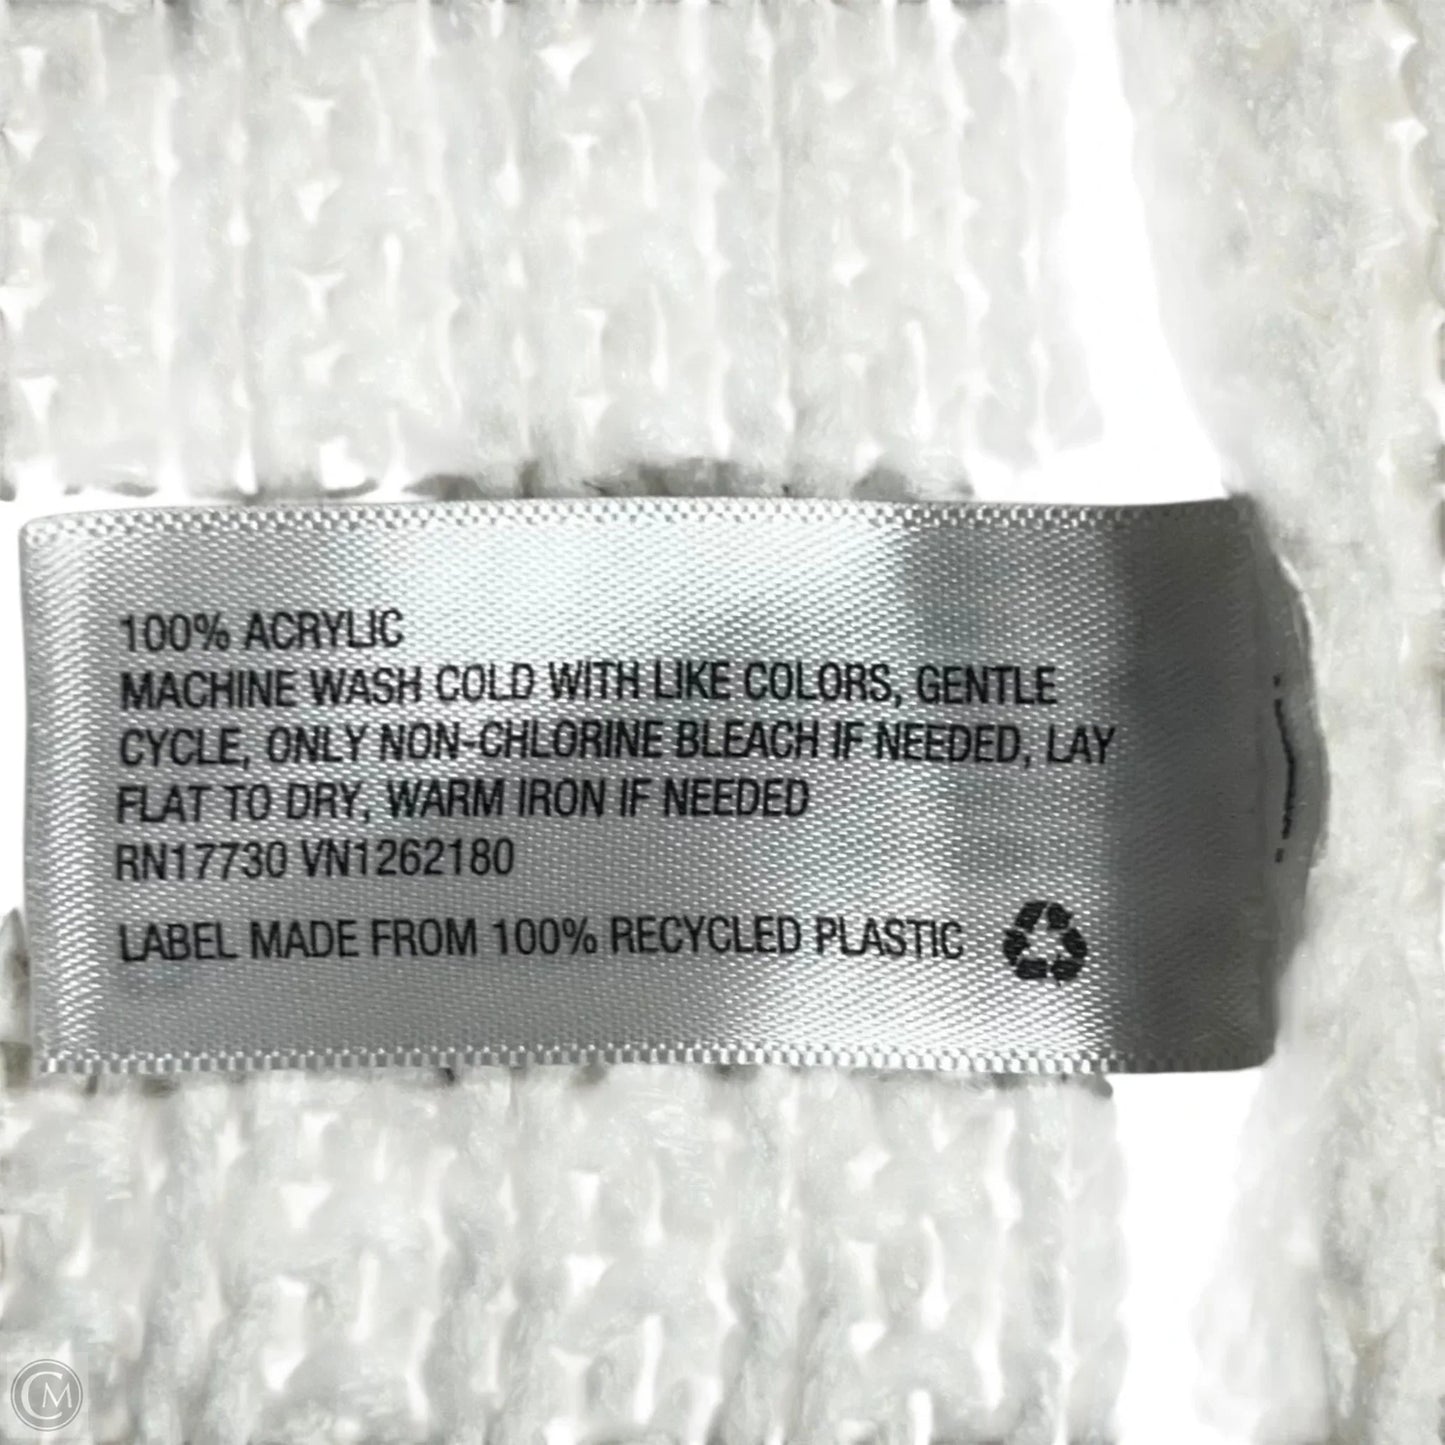 100% ACRYLIC
MACHINE WASH COLD WITH LIKE COLORS, GENTLE
CYCLE, ONLY NON-CHLORINE BLEACH IF NEEDED, LAY
FLAT TO DRY, WARM IRON IF NEEDED
RN17730 VN1262180
LABEL MADE FROM 100% RECYCLED PLASTIC
CM